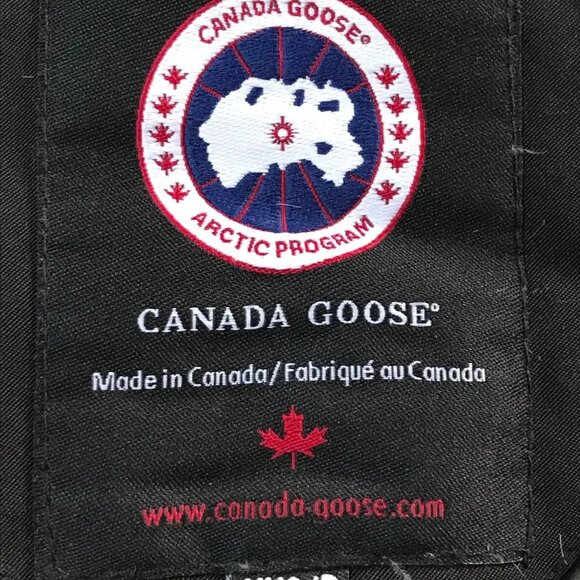 CANADA GOOSE®
ARCTIC PROGRAM
CANADA GOOSE®
Made in Canada/Fabriqué au Canada
www.canada-goose.com